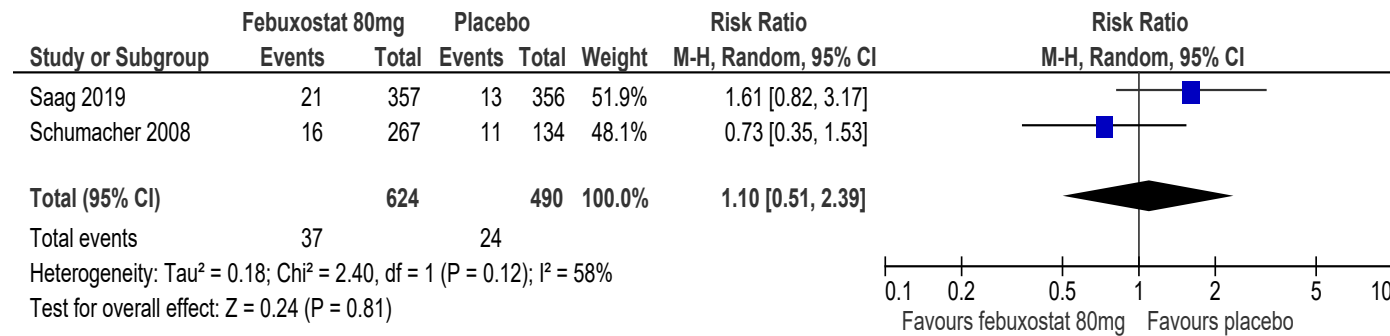 Febuxostat 80mg Placebo Risk Ratio Risk Ratio
Study or Subgroup Events Total Events Total Weight M-H, Random, 95% CI M-H, Random, 95% CI
Saag 2019 21 357 13 356 51.9% 1.61 [0.82, 3.17]
Schumacher 2008 16 267 11 134 48.1% 0.73 [0.35, 1.53]
Total (95% CI) 624 490 100.0% 1.10 [0.51, 2.39]
Total events 37 24
Heterogeneity: Tau² = 0.18; Chi² = 2.40, df = 1 (P = 0.12); I² = 58%
Test for overall effect: Z = 0.24 (P = 0.81)
0.1 0.2 0.5 1 2 5 10
Favours febuxostat 80mg Favours placebo